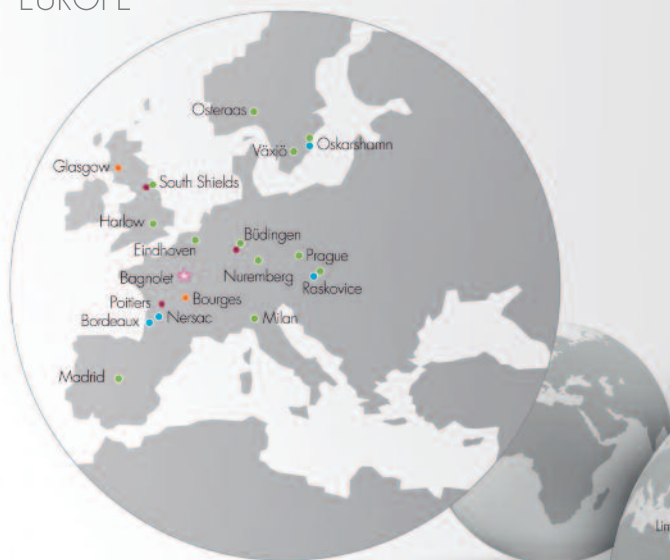 EUROPE
Osteraas
Växjö
Oskarshamn
Glasgow
South Shields
Harlow
Eindhoven
Büdingen
Prague
Bagnolet
Nuremberg
Raskovice
Poitiers
Bourges
Bordeaux
Nersac
Milan
Madrid